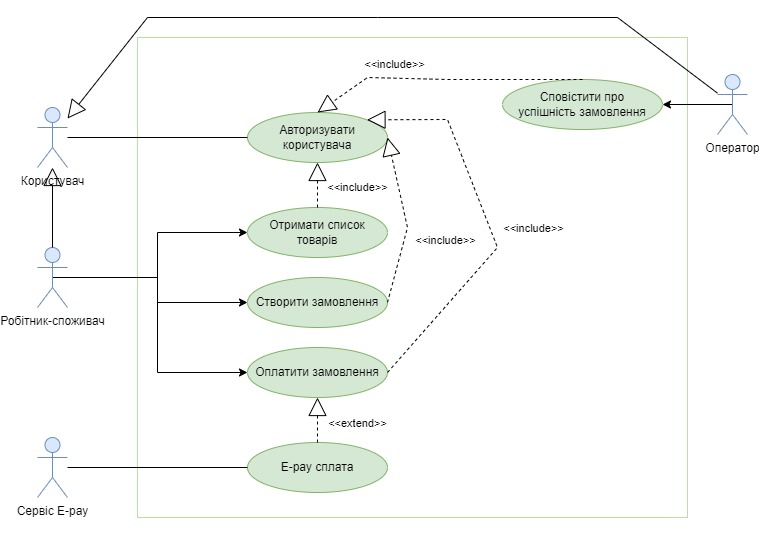 <<include>>
Сповістити про
успішність замовлення
Оператор
Авторизувати
користувача
Користувач
<<include>>
Отримати список
товарів
<<include>>
<<include>>
Створити замовлення
Робітник-споживач
Оплатити замовлення
<<extend>>
E-pay сплата
Сервіс E-pay